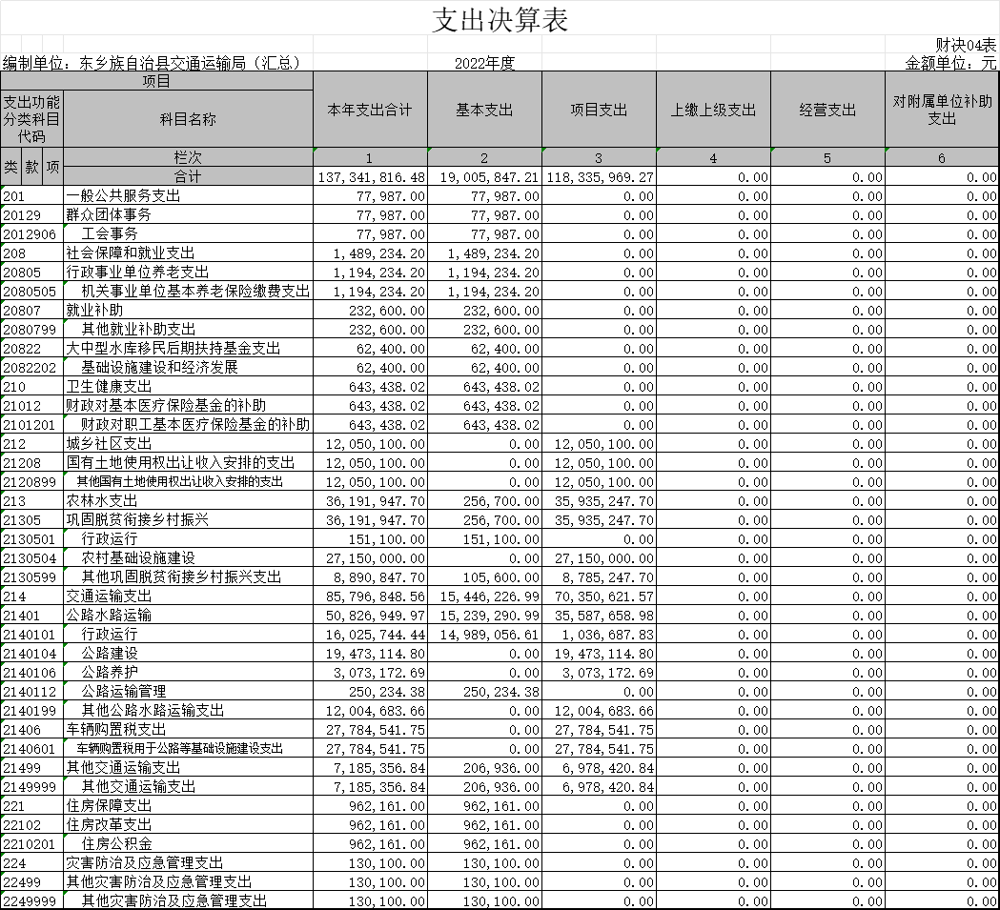 支出决算表
财决04表
编制单位：东乡族自治县交通运输局（汇总） 2022年度 金额单位：元
项目
支出功能分类科目代码 科目名称 本年支出合计 基本支出 项目支出 上缴上级支出 经营支出 对附属单位补助支出
类 款 项 栏次 1 2 3 4 5 6
合计 137,341,816.48 19,005,847.21 118,335,969.27 0.00 0.00 0.00
201 一般公共服务支出 77,987.00 77,987.00 0.00 0.00 0.00 0.00
20129 群众团体事务 77,987.00 77,987.00 0.00 0.00 0.00 0.00
2012906 工会事务 77,987.00 77,987.00 0.00 0.00 0.00 0.00
208 社会保障和就业支出 1,489,234.20 1,489,234.20 0.00 0.00 0.00 0.00
20805 行政事业单位养老支出 1,194,234.20 1,194,234.20 0.00 0.00 0.00 0.00
2080505 机关事业单位基本养老保险缴费支出 1,194,234.20 1,194,234.20 0.00 0.00 0.00 0.00
20807 就业补助 232,600.00 232,600.00 0.00 0.00 0.00 0.00
2080799 其他就业补助支出 232,600.00 232,600.00 0.00 0.00 0.00 0.00
20822 大中型水库移民后期扶持基金支出 62,400.00 62,400.00 0.00 0.00 0.00 0.00
2082202 基础设施建设和经济发展 62,400.00 62,400.00 0.00 0.00 0.00 0.00
210 卫生健康支出 643,438.02 643,438.02 0.00 0.00 0.00 0.00
21012 财政对基本医疗保险基金的补助 643,438.02 643,438.02 0.00 0.00 0.00 0.00
2101201 财政对职工基本医疗保险基金的补助 643,438.02 643,438.02 0.00 0.00 0.00 0.00
212 城乡社区支出 12,050,100.00 0.00 12,050,100.00 0.00 0.00 0.00
21208 国有土地使用权出让收入安排的支出 12,050,100.00 0.00 12,050,100.00 0.00 0.00 0.00
2120899 其他国有土地使用权出让收入安排的支出 12,050,100.00 0.00 12,050,100.00 0.00 0.00 0.00
213 农林水支出 36,191,947.70 256,700.00 35,935,247.70 0.00 0.00 0.00
21305 巩固脱贫衔接乡村振兴 36,191,947.70 256,700.00 35,935,247.70 0.00 0.00 0.00
2130501 行政运行 151,100.00 151,100.00 0.00 0.00 0.00 0.00
2130504 农村基础设施建设 27,150,000.00 0.00 27,150,000.00 0.00 0.00 0.00
2130599 其他巩固脱贫衔接乡村振兴支出 8,890,847.70 105,600.00 8,785,247.70 0.00 0.00 0.00
214 交通运输支出 85,796,848.56 15,446,226.99 70,350,621.57 0.00 0.00 0.00
21401 公路水路运输 50,826,949.97 15,239,290.99 35,587,658.98 0.00 0.00 0.00
2140101 行政运行 16,025,744.44 14,989,056.61 1,036,687.83 0.00 0.00 0.00
2140104 公路建设 19,473,114.80 0.00 19,473,114.80 0.00 0.00 0.00
2140106 公路养护 3,073,172.69 0.00 3,073,172.69 0.00 0.00 0.00
2140112 公路运输管理 250,234.38 250,234.38 0.00 0.00 0.00 0.00
2140199 其他公路水路运输支出 12,004,683.66 0.00 12,004,683.66 0.00 0.00 0.00
21406 车辆购置税支出 27,784,541.75 0.00 27,784,541.75 0.00 0.00 0.00
2140601 车辆购置税用于公路等基础设施建设支出 27,784,541.75 0.00 27,784,541.75 0.00 0.00 0.00
21499 其他交通运输支出 7,185,356.84 206,936.00 6,978,420.84 0.00 0.00 0.00
2149999 其他交通运输支出 7,185,356.84 206,936.00 6,978,420.84 0.00 0.00 0.00
221 住房保障支出 962,161.00 962,161.00 0.00 0.00 0.00 0.00
22102 住房改革支出 962,161.00 962,161.00 0.00 0.00 0.00 0.00
2210201 住房公积金 962,161.00 962,161.00 0.00 0.00 0.00 0.00
224 灾害防治及应急管理支出 130,100.00 130,100.00 0.00 0.00 0.00 0.00
22499 其他灾害防治及应急管理支出 130,100.00 130,100.00 0.00 0.00 0.00 0.00
2249999 其他灾害防治及应急管理支出 130,100.00 130,100.00 0.00 0.00 0.00 0.00